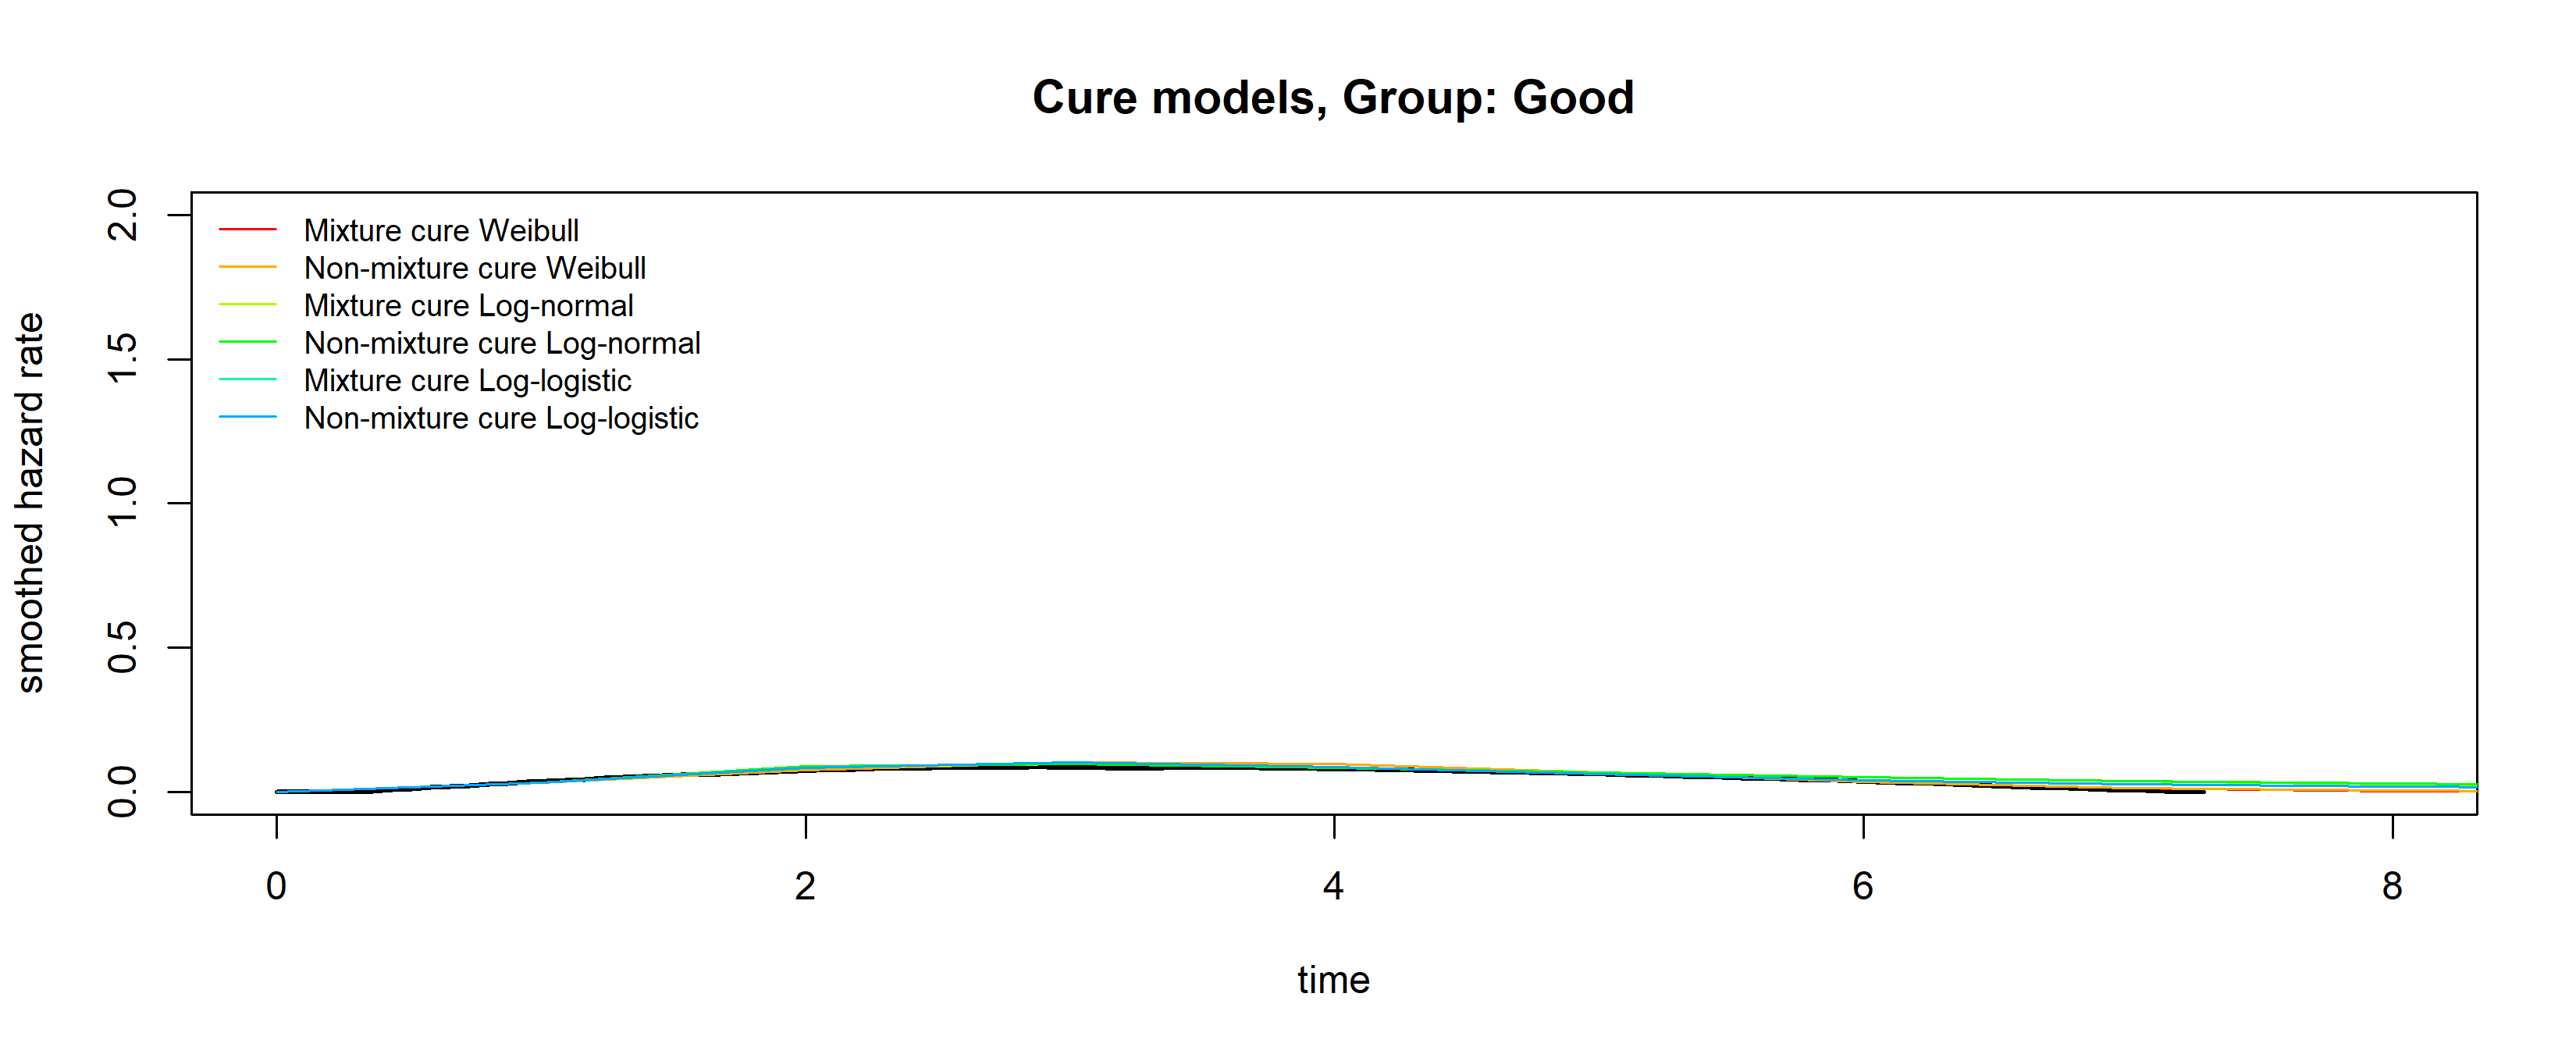 Cure models, Group: Good
smoothed hazard rate
2.0
1.5
1.0
0.5
0.0
Mixture cure Weibull
Non-mixture cure Weibull
Mixture cure Log-normal
Non-mixture cure Log-normal
Mixture cure Log-logistic
Non-mixture cure Log-logistic
0 2 4 6 8
time